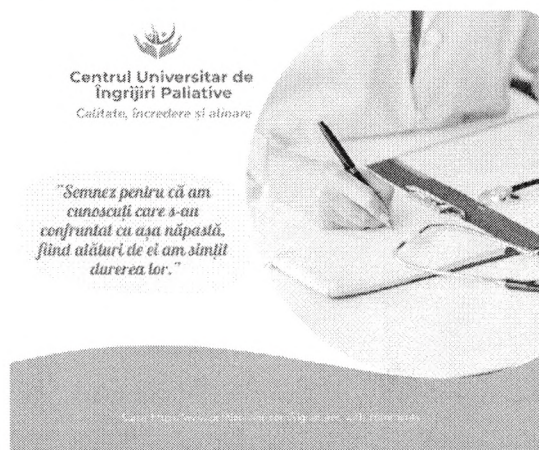 Centrul Universitar de
Îngrijiri Paliative
Calitate, încredere și alinare
"Semnez pentru că am
cunoscuți care s-au
confruntat cu așa năpastă,
fiind alături de ei am simțit
durerea lor."